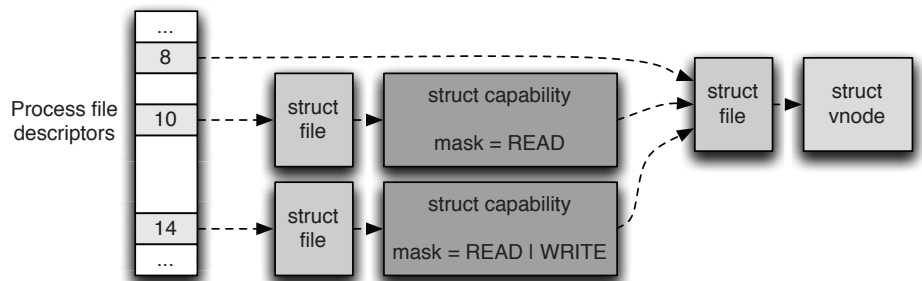 ...
8
Process file
descriptors
10
14
...
struct
file
struct capability
mask = READ
struct
file
struct capability
mask = READ | WRITE
struct
file
struct
vnode